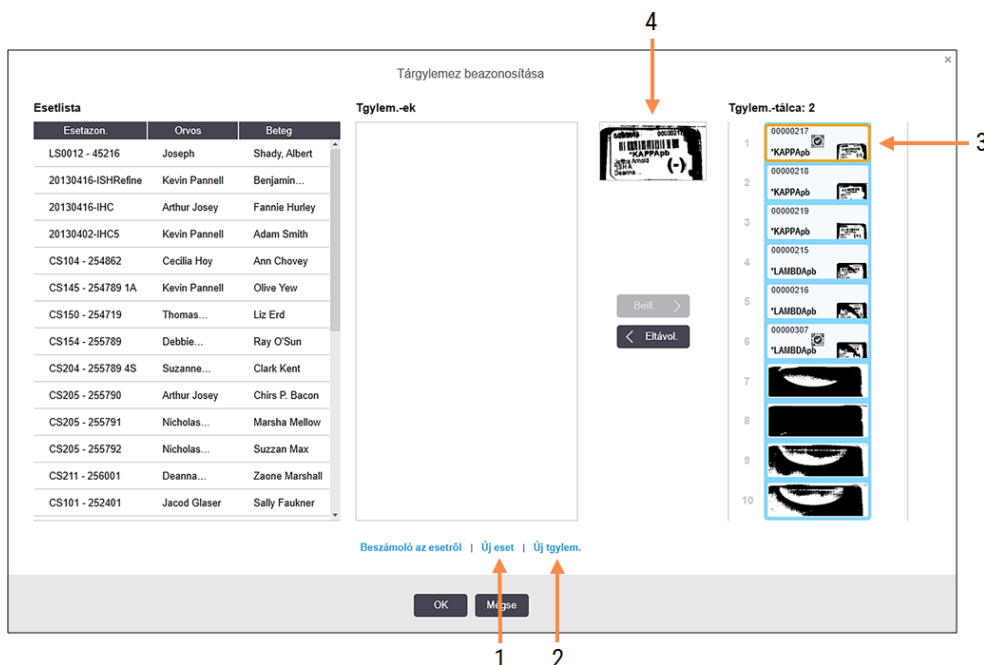 4
Tárgylemez beazonosítása
Esetlista
Esetazon. Orvos Beteg
LS0012 - 45216 Joseph Shady, Albert
20130416-ISHRefine Kevin Pannell Benjamin...
20130416-IHC Arthur Josey Fannie Hurley
20130402-IHC5 Kevin Pannell Adam Smith
CS104 - 254862 Cecilia Hoy Ann Chovey
CS145 - 254789 1A Kevin Pannell Olive Yew
CS150 - 254719 Thomas... Liz Erd
CS154 - 255789 Debbie... Ray O'Sun
CS204 - 255789 4S Suzanne... Clark Kent
CS205 - 255790 Arthur Josey Chirs P. Bacon
CS205 - 255791 Nicholas... Marsha Mellow
CS205 - 255792 Nicholas... Suzzan Max
CS211 - 256001 Deanna... Zaone Marshall
CS101 - 252401 Jacod Glaser Sally Faukner
Tgylem.-ek
*KAPPApb
Arnold
Deanna...
(-)
Beill.
Eltávol.
Tgylem.-tálca: 2
1 00000217
*KAPPApb
3
2 00000218
*KAPPApb
3 00000219
*KAPPApb
4 00000215
*LAMBDApb
5 00000216
*LAMBDApb
6 00000307
*LAMBDApb
7
8
9
10
Beszámoló az esetről | Új eset | Új tgylem.
OK Mégse
1 2